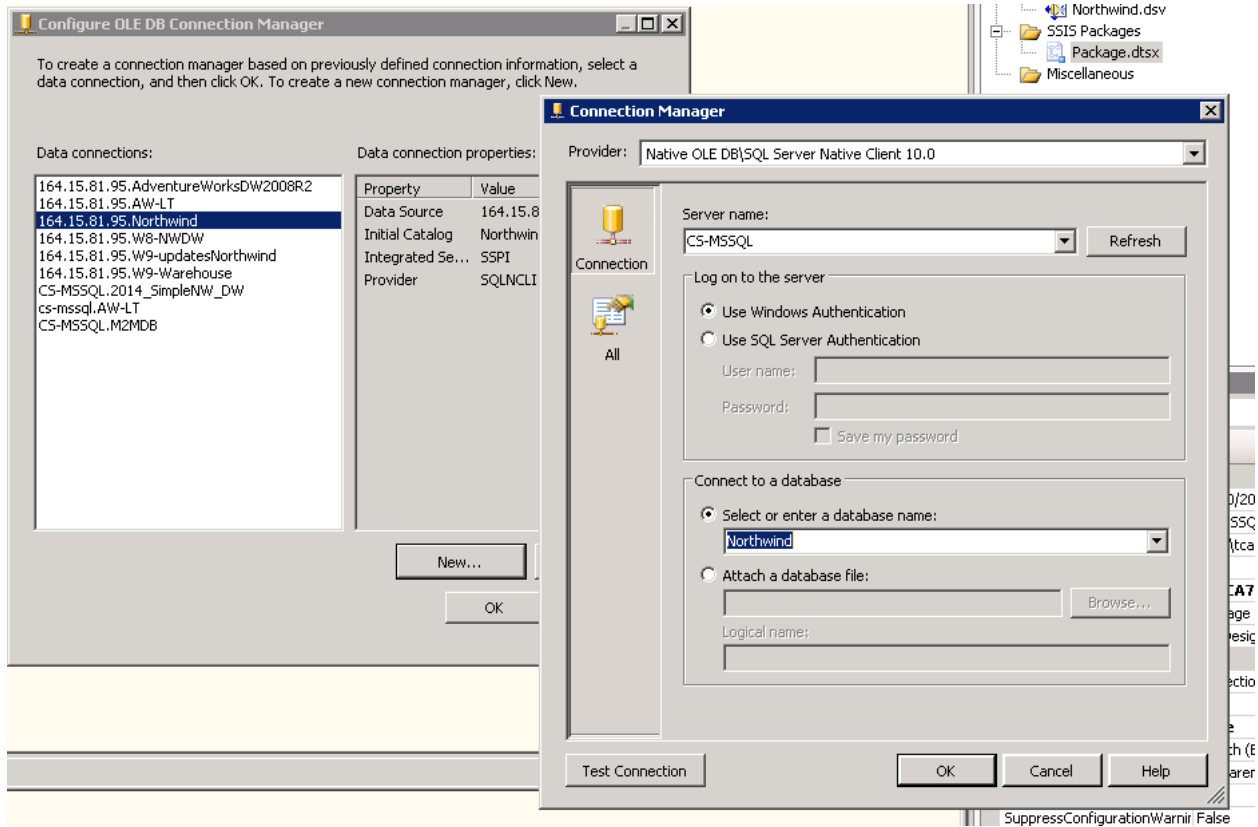 Configure OLE DB Connection Manager
To create a connection manager based on previously defined connection information, select a
data connection, and then click OK. To create a new connection manager, click New.
Data connections:
164.15.81.95.AdventureWorksDW2008R2
164.15.81.95.AW-LT
164.15.81.95.Northwind
164.15.81.95.W8-NWDW
164.15.81.95.W9-updatesNorthwind
164.15.81.95.W9-Warehouse
CS-MSSQL.2014_SimpleNW_DW
cs-mssql.AW-LT
CS-MSSQL.M2MDB
Data connection properties:
Property Value
Data Source 164.15.8
Initial Catalog Northwin
Integrated Se... SSPI
Provider SQLNCLI
New...
OK
Northwind.dsv
SSIS Packages
Package.dtsx
Miscellaneous
Connection Manager
Provider: Native OLE DB\SQL Server Native Client 10.0
Connection
All
Server name:
CS-MSSQL
Refresh
Log on to the server
Use Windows Authentication
Use SQL Server Authentication
User name:
Password:
Save my password
Connect to a database
Select or enter a database name:
Northwind
Attach a database file:
Browse...
Logical name:
Test Connection
OK Cancel Help
SuppressConfigurationWarnir False